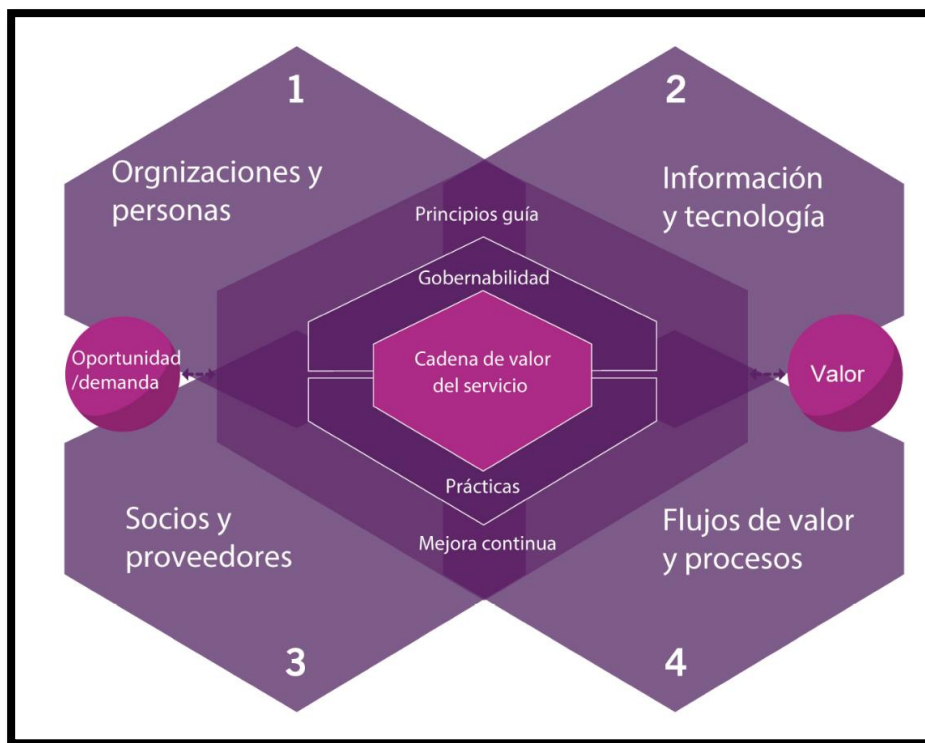 1
2
Orgnizaciones y
personas
Información
y tecnología
Principios guía
Gobernabilidad
Oportunidad
/demanda
Cadena de valor
del servicio
Valor
Prácticas
Mejora continua
Socios y
proveedores
Flujos de valor
y procesos
3
4